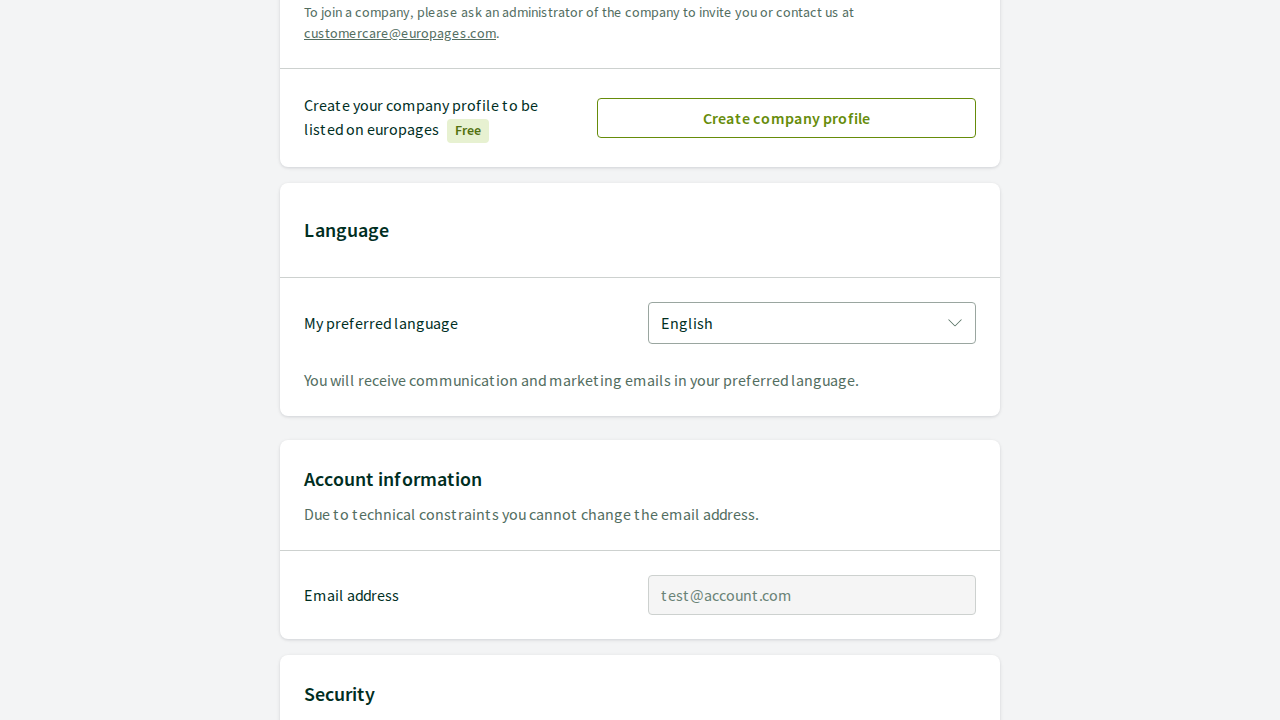 To join a company, please ask an administrator of the company to invite you or contact us at
customercare@europages.com.
Create your company profile to be
listed on europages Free
Create company profile
Language
My preferred language
English
You will receive communication and marketing emails in your preferred language.
Account information
Due to technical constraints you cannot change the email address.
Email address
test@account.com
Security